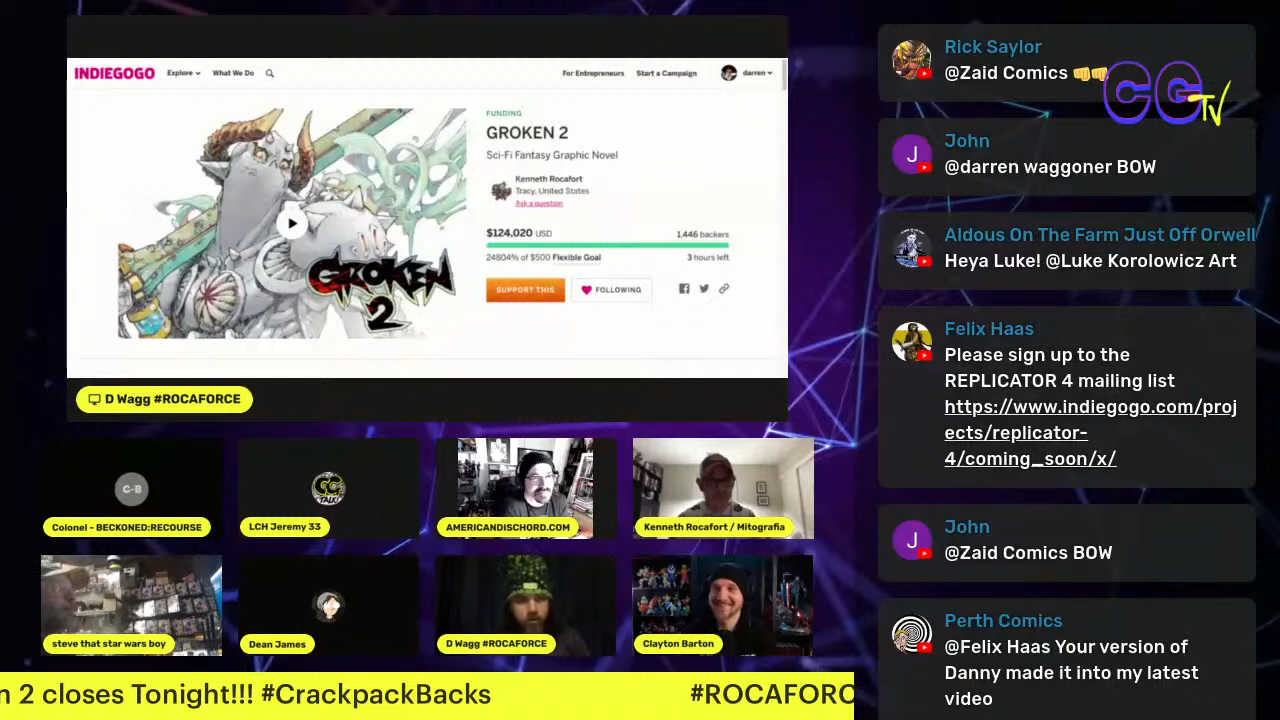 INDIEGOGO
Explore
What We Do
For Entrepreneurs
Start a Campaign
darren
FUNDING
GROKEN 2
Sci-Fi Fantasy Graphic Novel
Kenneth Rocafort
Tracy, United States
Ask a question
$124,020 USD
1,446 backers
24804% of $500 Flexible Goal
3 hours left
SUPPORT THIS
FOLLOWING
GROKEN
2
D Wagg #ROCAFORCE
C-B
Colonel - BECKONED:RECOURSE
LCH Jeremy 33
AMERICANDISCHORD.COM
Kenneth Rocafort / Mitografia
steve that star wars boy
Dean James
D Wagg #ROCAFORCE
Clayton Barton
n 2 closes Tonight!!! #CrackpackBacks
#ROCAFORC
Rick Saylor
@Zaid Comics
CG TV
J
John
@darren waggoner BOW
Aldous On The Farm Just Off Orwell
Heya Luke! @Luke Korolowicz Art
Felix Haas
Please sign up to the
REPLICATOR 4 mailing list
https://www.indiegogo.com/proj
ects/replicator-
4/coming_soon/x/
J
John
@Zaid Comics BOW
Perth Comics
@Felix Haas Your version of
Danny made it into my latest
video